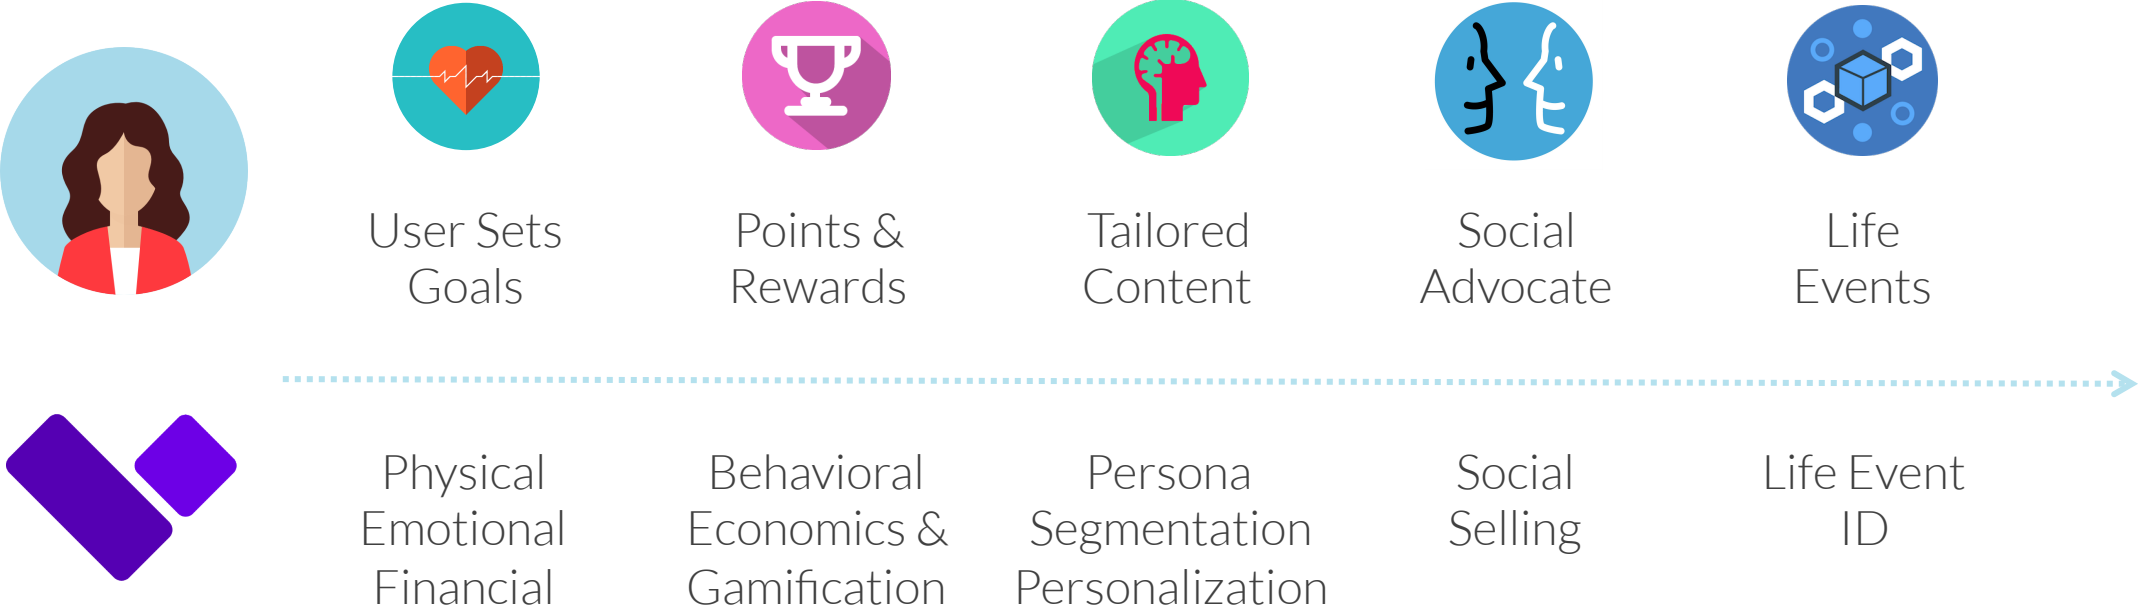 User Sets
Goals
Points &
Rewards
Tailored
Content
Social
Advocate
Life
Events
Physical
Emotional
Financial
Behavioral
Economics &
Gamification
Persona
Segmentation
Personalization
Social
Selling
Life Event
ID